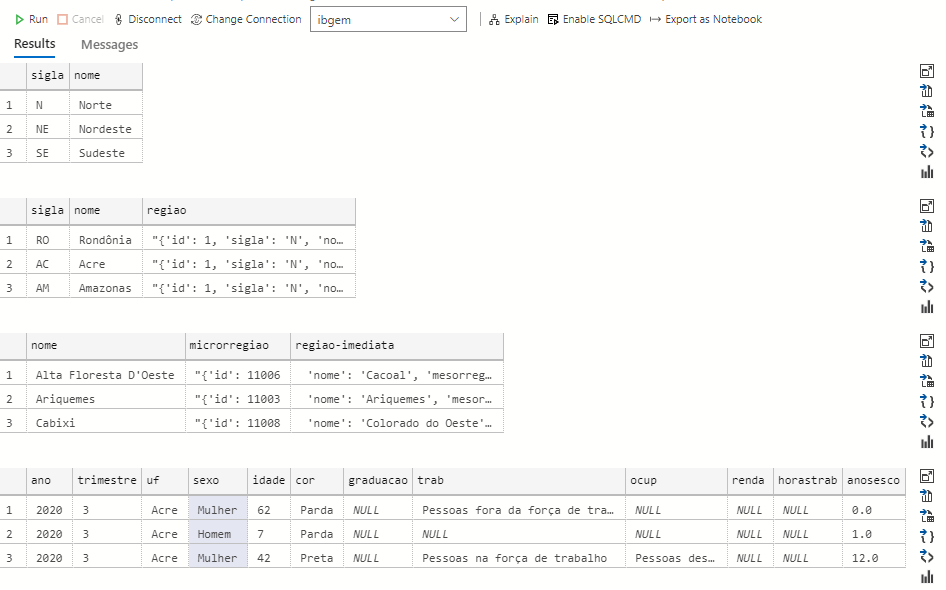 Run Cancel Disconnect Change Connection ibgem Explain Enable SQLCMD Export as Notebook
Results Messages
sigla nome
1 N Norte
2 NE Nordeste
3 SE Sudeste
sigla nome regiao
1 RO Rondônia "{'id': 1, 'sigla': 'N', 'no…
2 AC Acre "{'id': 1, 'sigla': 'N', 'no…
3 AM Amazonas "{'id': 1, 'sigla': 'N', 'no…
nome microrregiao regiao-imediata
1 Alta Floresta D'Oeste "{'id': 11006 'nome': 'Cacoal', 'mesorreg…
2 Ariquemes "{'id': 11003 'nome': 'Ariquemes', 'mesor…
3 Cabixi "{'id': 11008 'nome': 'Colorado do Oeste'…
ano trimestre uf sexo idade cor graduacao trab ocup renda horastrab anosesco
1 2020 3 Acre Mulher 62 Parda NULL Pessoas fora da força de tra… NULL NULL NULL 0.0
2 2020 3 Acre Homem 7 Parda NULL NULL NULL NULL NULL 1.0
3 2020 3 Acre Mulher 42 Preta NULL Pessoas na força de trabalho Pessoas des… NULL NULL 12.0